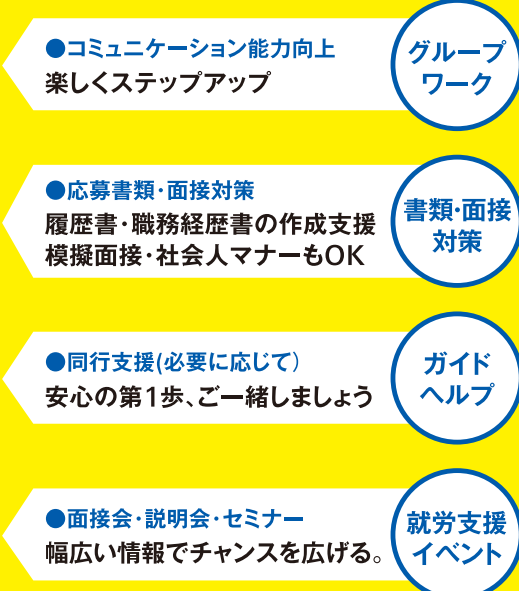 ●コミュニケーション能力向上
楽しくステップアップ
グループ
ワーク
●応募書類・面接対策
履歴書・職務経歴書の作成支援
模擬面接・社会人マナーもOK
書類・面接
対策
●同行支援(必要に応じて)
安心の第1歩、ご一緒しましょう
ガイド
ヘルプ
●面接会・説明会・セミナー
幅広い情報でチャンスを広げる。
就労支援
イベント